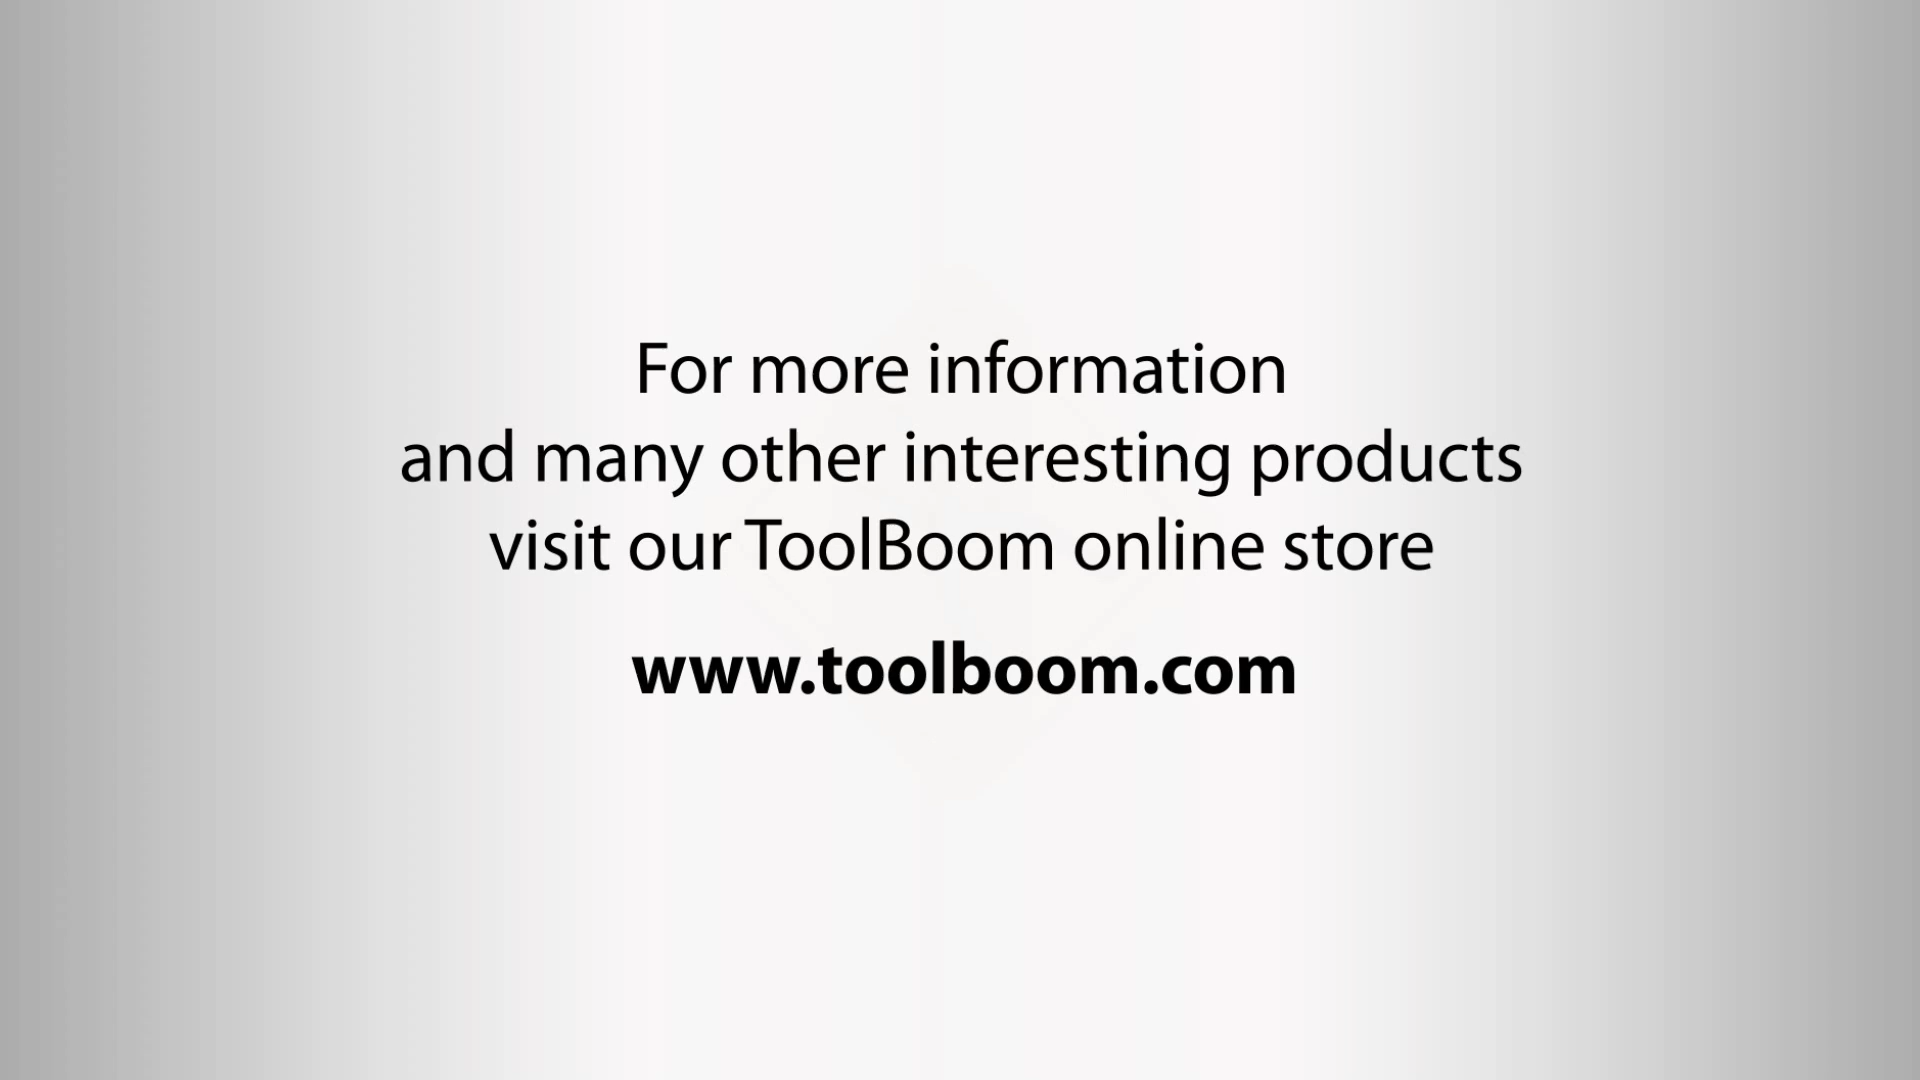 For more information
and many other interesting products
visit our ToolBoom online store
www.toolboom.com